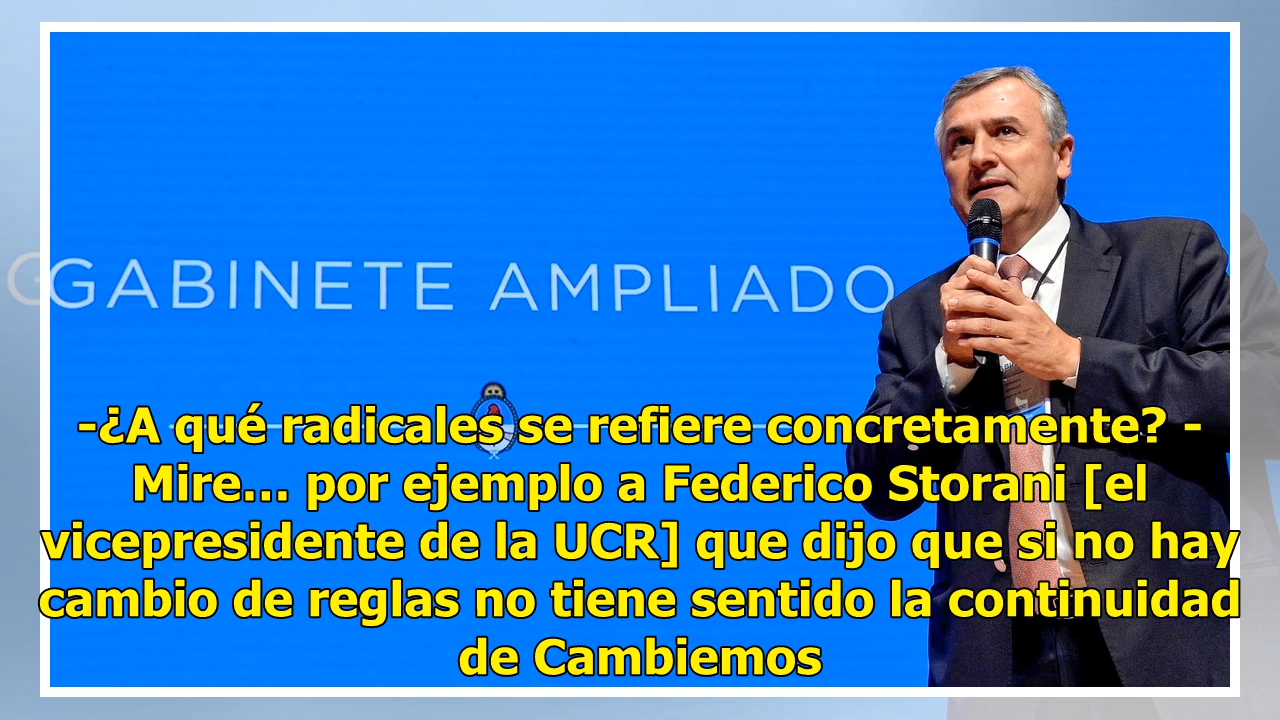 GABINETE AMPLIADO
-¿A qué radicales se refiere concretamente? -
Mire... por ejemplo a Federico Storani [el
vicepresidente de la UCR] que dijo que si no hay
cambio de reglas no tiene sentido la continuidad
de Cambiemos